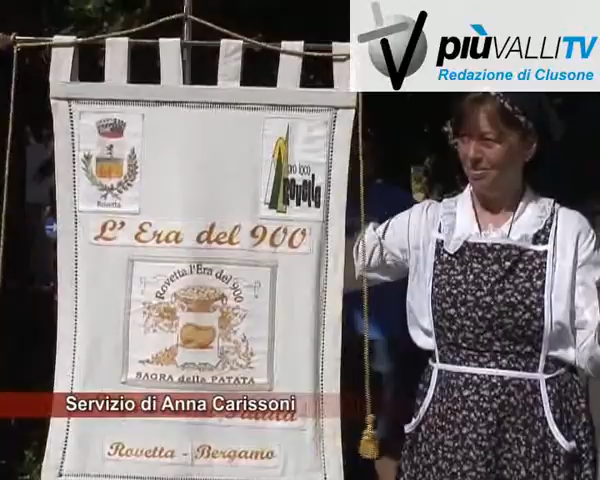 piùVALLITV
Redazione di Clusone
Rovetta
pro loco
Rovetta
L'Era del 900
Rovetta l'Era del 900
SAGRA della PATATA
Servizio di Anna Carissoni
Rovetta - Bergamo